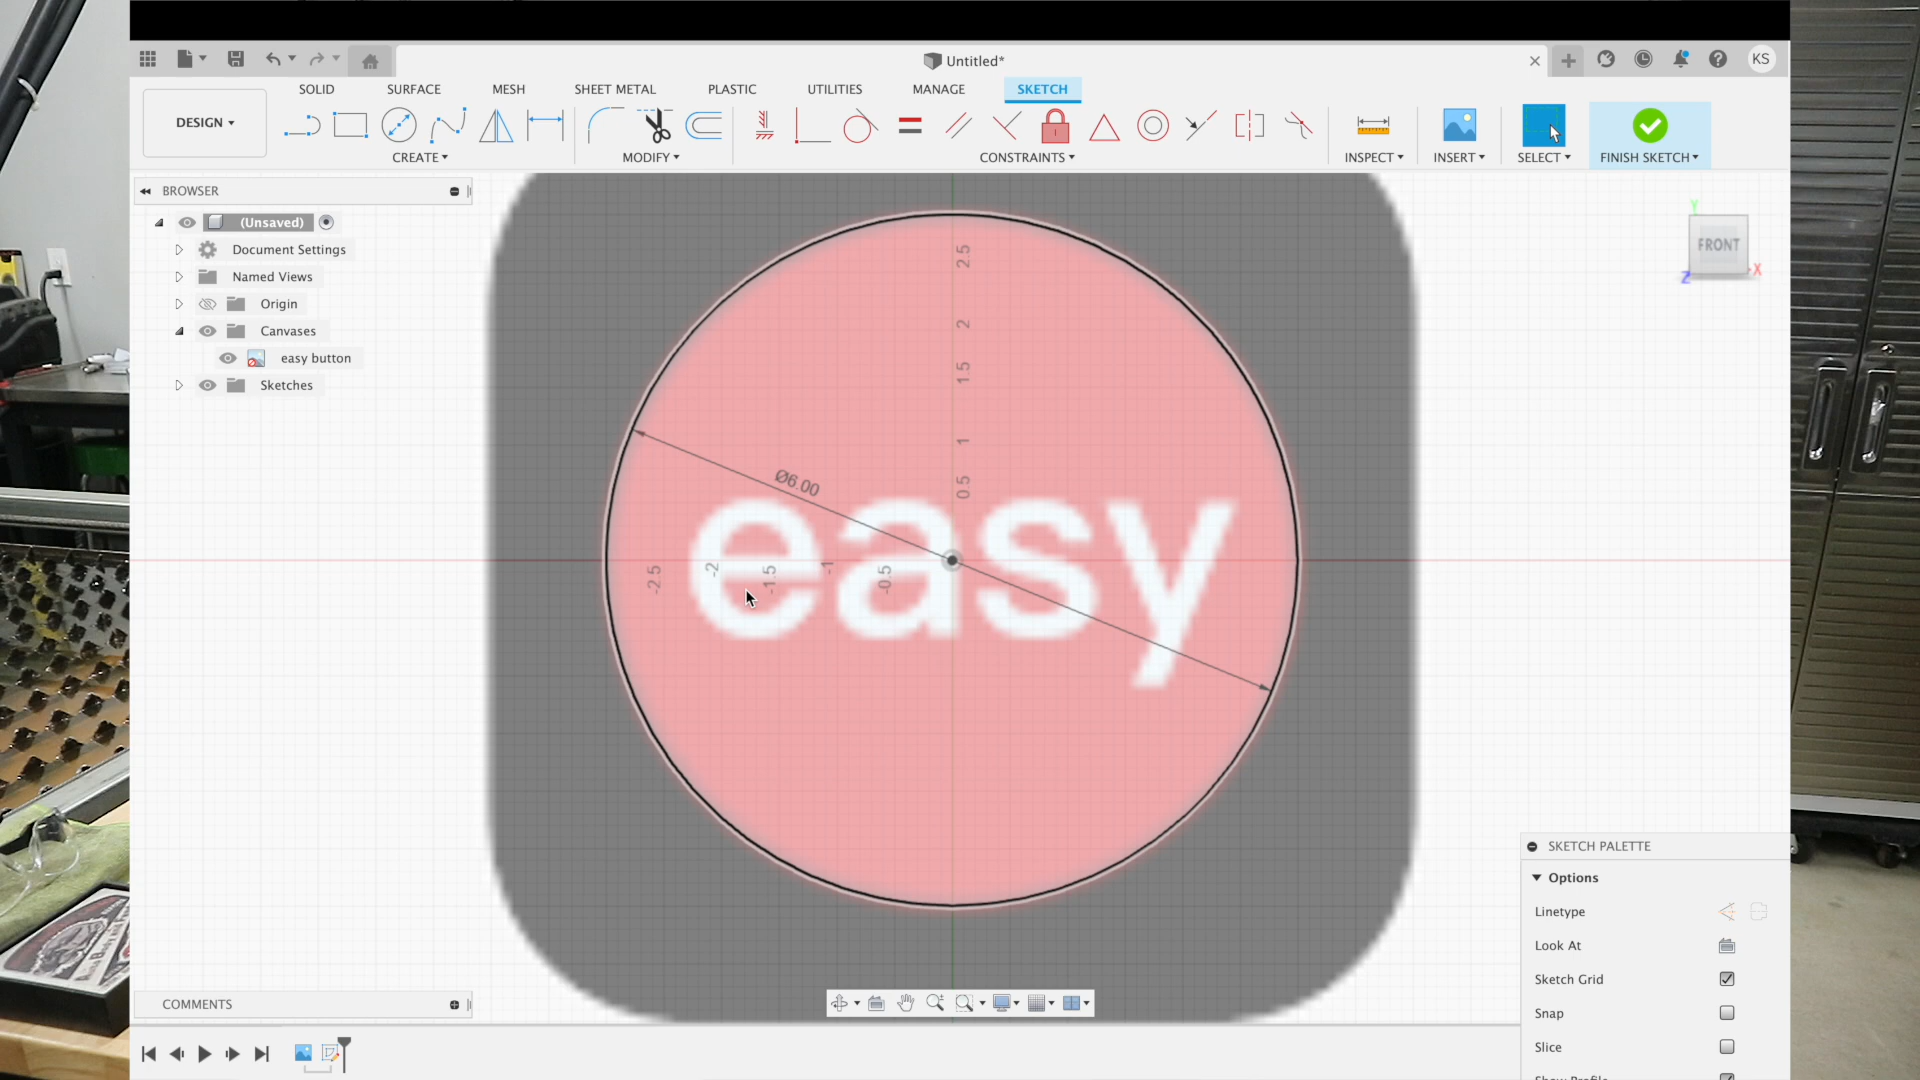 Untitled*
KS
SOLID
SURFACE
MESH
SHEET METAL
PLASTIC
UTILITIES
MANAGE
SKETCH
DESIGN
CREATE
MODIFY
CONSTRAINTS
INSPECT
INSERT
SELECT
FINISH SKETCH
BROWSER
(Unsaved)
Document Settings
Named Views
Origin
Canvases
easy button
Sketches
Y
FRONT
X
Z
2.5
2
1.5
1
0.5
Ø6.00
easy
-2.5
-2
-1.5
-1
-0.5
SKETCH PALETTE
Options
Linetype
Look At
Sketch Grid
Snap
Slice
Show Profile
COMMENTS